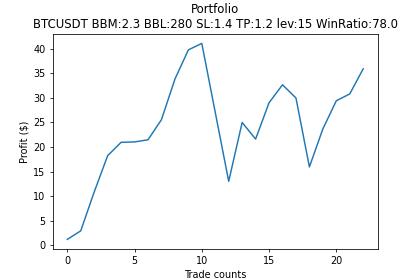 Portfolio
BTCUSDT BBM:2.3 BBL:280 SL:1.4 TP:1.2 lev:15 WinRatio:78.0
40
35
30
25
20
15
10
5
0
Profit ($)
0 5 10 15 20
Trade counts